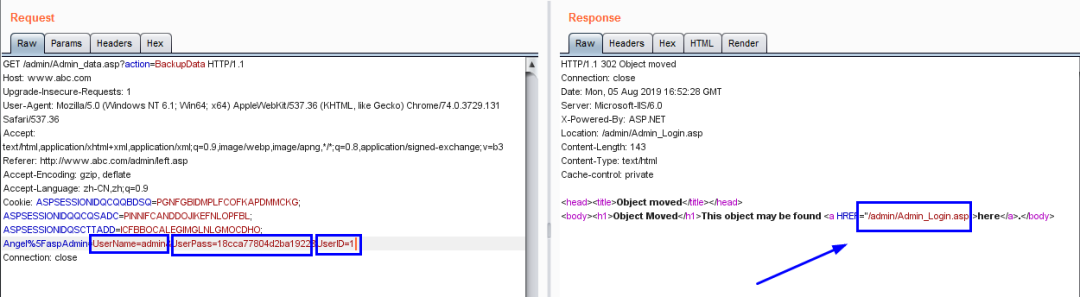 Request
Raw Params Headers Hex
GET /admin/Admin_data.asp?action=BackupData HTTP/1.1
Host: www.abc.com
Upgrade-Insecure-Requests: 1
User-Agent: Mozilla/5.0 (Windows NT 6.1; Win64; x64) AppleWebKit/537.36 (KHTML, like Gecko) Chrome/74.0.3729.131
Safari/537.36
Accept:
text/html,application/xhtml+xml,application/xml;q=0.9,image/webp,image/apng,*/*;q=0.8,application/signed-exchange;v=b3
Referer: http://www.abc.com/admin/left.asp
Accept-Encoding: gzip, deflate
Accept-Language: zh-CN,zh;q=0.9
Cookie: ASPSESSIONIDQCQQBDSQ=PGNFGBIDMPLFCOFKAPDMMCKG;
ASPSESSIONIDQQCQSADC=PINNIFCANDDOJIKEFNLOPFBL;
ASPSESSIONIDQSCTTADD=ICFBBOCALEGIMGLNLGMOCDHO;
Angel%5FaspAdmin=UserName=admin&UserPass=18cca77804d2ba1922&UserID=1
Connection: close
Response
Raw Headers Hex HTML Render
HTTP/1.1 302 Object moved
Connection: close
Date: Mon, 05 Aug 2019 16:52:28 GMT
Server: Microsoft-IIS/6.0
X-Powered-By: ASP.NET
Location: /admin/Admin_Login.asp
Content-Length: 143
Content-Type: text/html
Cache-control: private
<head><title>Object moved</title></head>
<body><h1>Object Moved</h1>This object may be found <a HREF="/admin/Admin_Login.asp">here</a>.</body>